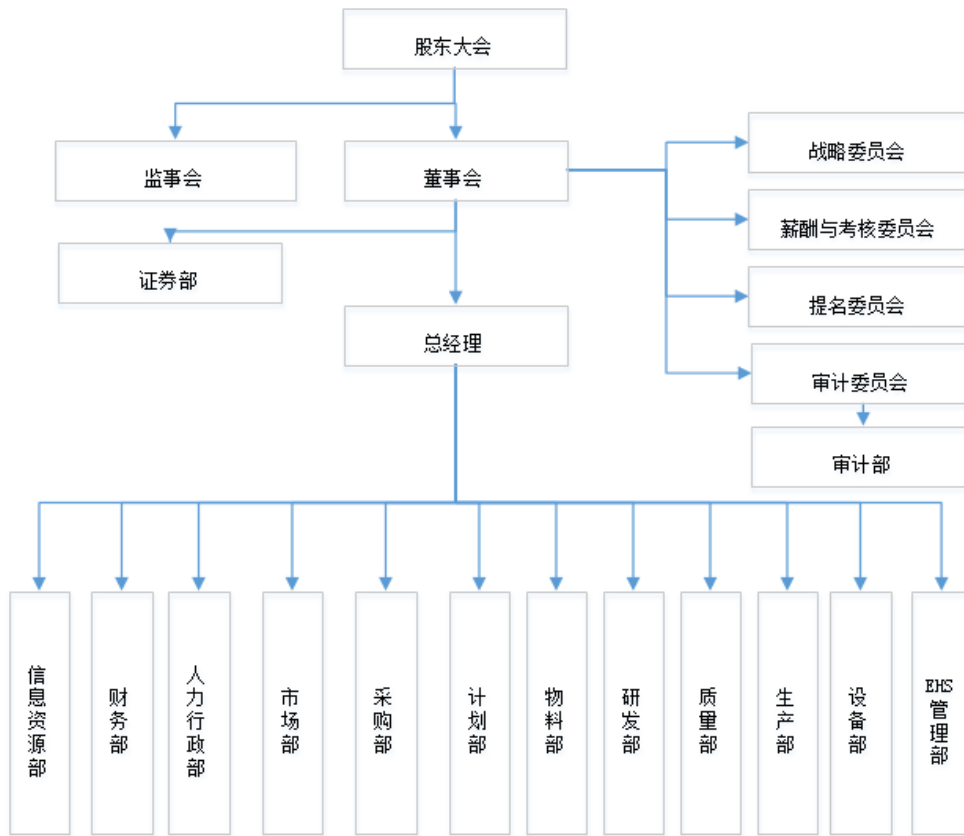 股东大会
监事会
董事会
战略委员会
薪酬与考核委员会
证券部
提名委员会
总经理
审计委员会
审计部
信息资源部
财务部
人力行政部
市场部
采购部
计划部
物料部
研发部
质量部
生产部
设备部
EHS
管理部